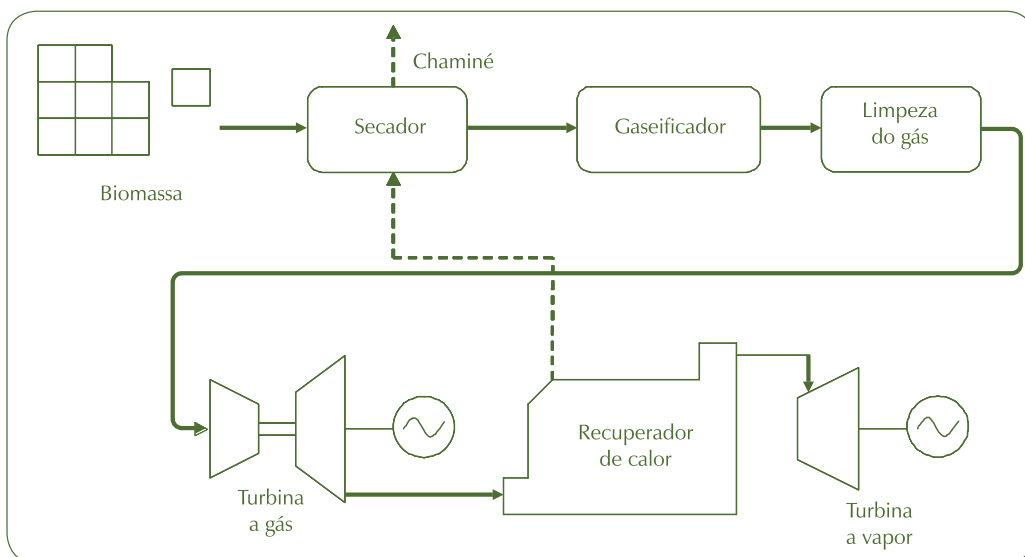 Chaminé
Secador
Gaseificador
Limpeza
do gás
Biomassa
Recuperador
de calor
Turbina
a gás
Turbina
a vapor